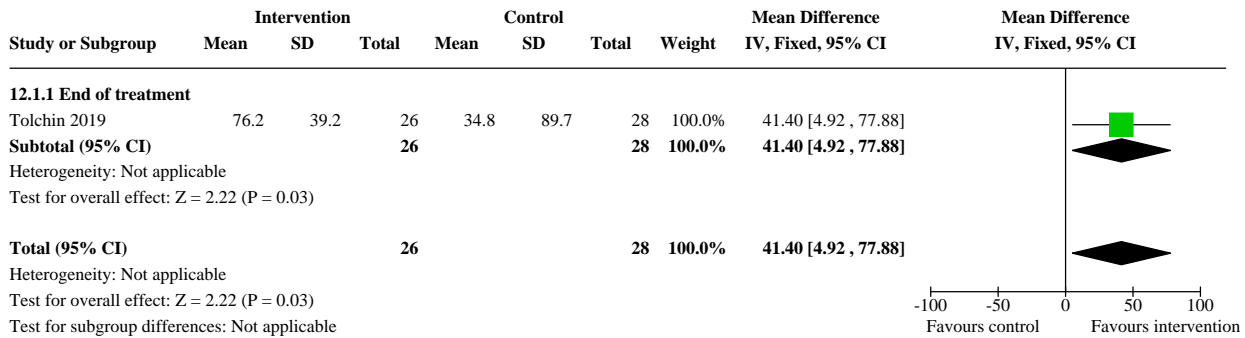 Intervention Control Mean Difference Mean Difference
Study or Subgroup Mean SD Total Mean SD Total Weight IV, Fixed, 95% CI IV, Fixed, 95% CI
12.1.1 End of treatment
Tolchin 2019 76.2 39.2 26 34.8 89.7 28 100.0% 41.40 [4.92 , 77.88]
Subtotal (95% CI) 26 28 100.0% 41.40 [4.92 , 77.88]
Heterogeneity: Not applicable
Test for overall effect: Z = 2.22 (P = 0.03)
Total (95% CI) 26 28 100.0% 41.40 [4.92 , 77.88]
Heterogeneity: Not applicable
Test for overall effect: Z = 2.22 (P = 0.03)
Test for subgroup differences: Not applicable
-100 -50 0 50 100
Favours control Favours intervention